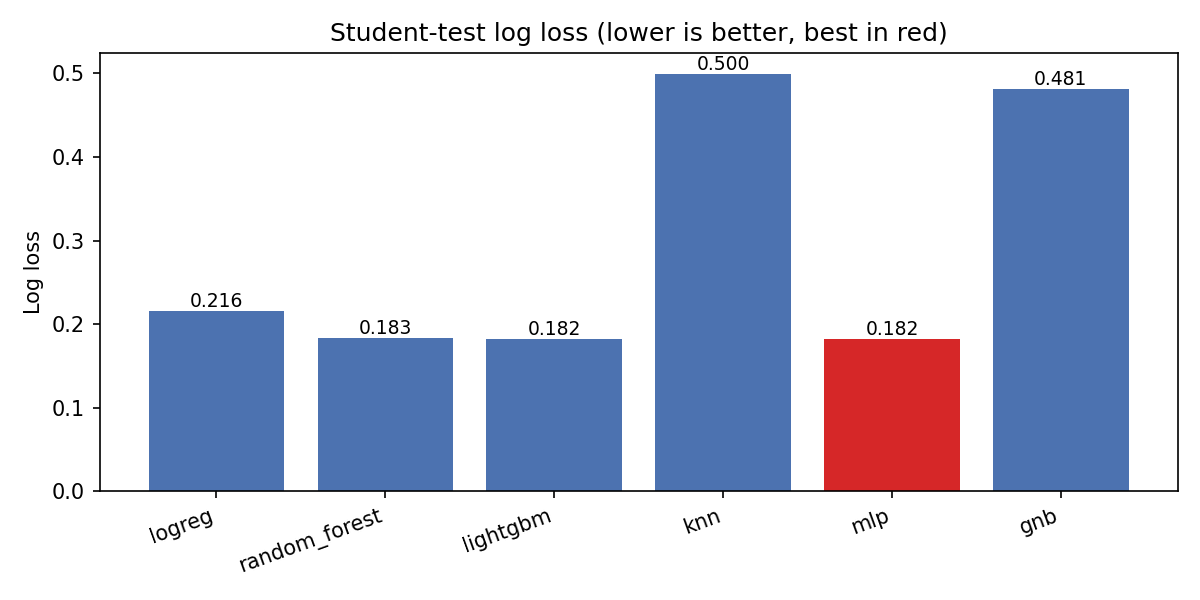 Student-test log loss (lower is better, best in red)
Log loss
0.5
0.4
0.3
0.2
0.1
0.0
0.216
0.183
0.182
0.500
0.182
0.481
logreg
random_forest
lightgbm
knn
mlp
gnb